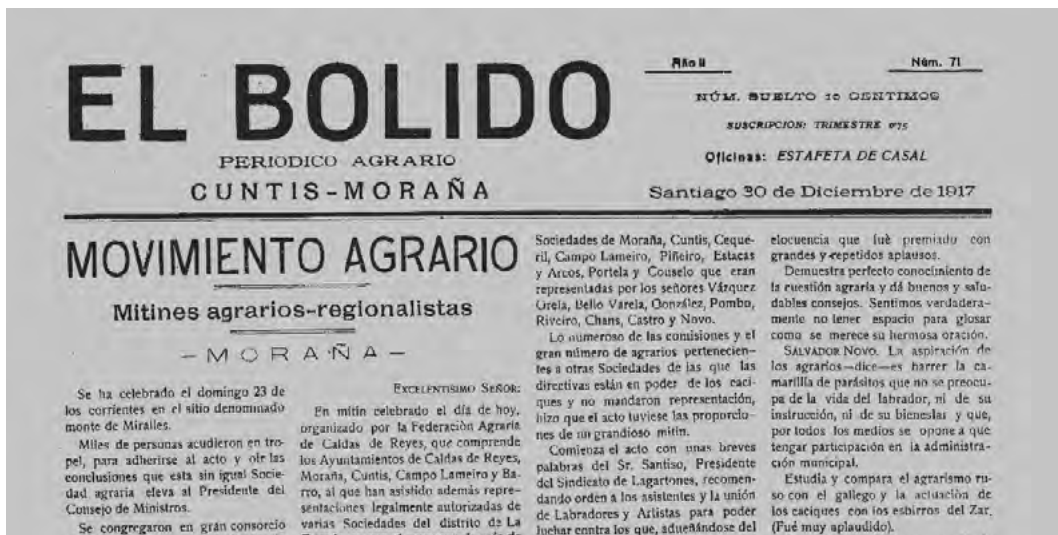 EL BOLIDO
PERIODICO AGRARIO
CUNTIS-MORAÑA
Año II
Núm. 71
NÚM. SUELTO 10 CENTIMOS
SUSCRIPCION: TRIMESTRE 0'75
Oficinas: ESTAFETA DE CASAL
Santiago 30 de Diciembre de 1917
MOVIMIENTO AGRARIO
Mitines agrarios-regionalistas
— MORAÑA —
Se ha celebrado el domingo 23 de
los corrientes en el sitio denominado
monte de Miralles.
Miles de personas acudieron en tro-
pel, para adherirse al acto y oir las
conclusiones que esta sin igual Socie-
dad agraria eleva al Presidente del
Consejo de Ministros.
Se congregaron en grán consorcio
EXCELENTISIMO SEÑOR:
En mitin celebrado el día de hoy,
organizado por la Federación Agraria
de Caldas de Reyes, que comprende
los Ayuntamientos de Caldas de Reyes,
Moraña, Cuntis, Campo Lameiro y Ba-
rro, al que han asistido además repre-
sentaciones legalmente autorizadas de
varias Sociedades del distrito de La
Sociedades de Moraña, Cuntis, Ceque-
ril, Campo Lameiro, Piñeiro, Estacas
y Arcos, Portela y Couselo que eran
representadas por los señores Vázquez
Orela, Bello Varela, González, Pombo,
Riveiro, Chans, Castro y Novo.
Lo numeroso de las comisiones y el
gran número de agrarios pertenecien-
tes a otras Sociedades de las que las
directivas están en poder de los caci-
ques y no mandaron representación,
hizo que el acto tuviese las proporcio-
nes de un grandioso mitin.
Comienza el acto con unas breves
palabras del Sr. Santiso, Presidente
del Sindicato de Lagartones, recomen-
dando orden a los asistentes y la unión
de Labradores y Artistas para poder
luchar contra los que, adueñándose del
elocuencia que fuè premiado con
grandes y repetidos aplausos.
Demuestra perfecto conocimiento de
la cuestión agraria y dá buenos y salu-
dables consejos. Sentimos verdadera-
mente no tener espacio para glosar
como se merece su hermosa oración.
SALVADOR NOVO. La aspiración de
los agrarios—dice—es barrer la ca-
marilla de parásitos que no se preocu-
pa de la vida del labrador, ni de su
instrucción, ni de su bienestar y que,
por todos los medios se opone a que
tengar participación en la administra-
ción municipal.
Estudia y compara el agrarismo ru-
so con el gallego y la actuación de
los caciques con los esbirros del Zar.
(Fué muy aplaudido).